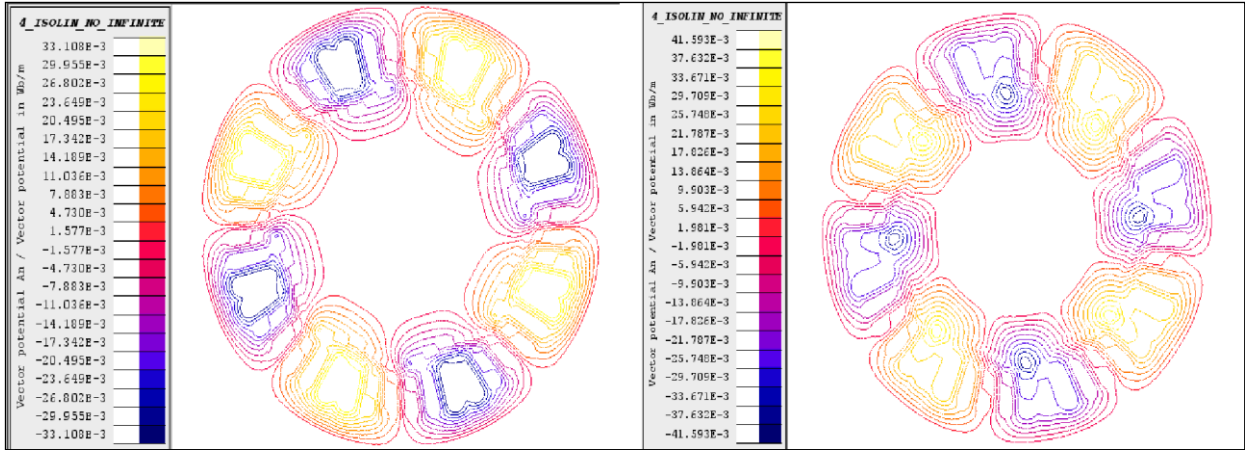 4_ISOLIN_NO_INFINITE
Vector potential An / Vector potential in Wb/m
33.108E-3
29.955E-3
26.802E-3
23.649E-3
20.495E-3
17.342E-3
14.189E-3
11.036E-3
7.883E-3
4.730E-3
1.577E-3
-1.577E-3
-4.730E-3
-7.883E-3
-11.036E-3
-14.189E-3
-17.342E-3
-20.495E-3
-23.649E-3
-26.802E-3
-29.955E-3
-33.108E-3
4_ISOLIN_NO_INFINITE
Vector potential An / Vector potential in Wb/m
41.593E-3
37.632E-3
33.671E-3
29.709E-3
25.748E-3
21.787E-3
17.826E-3
13.864E-3
9.903E-3
5.942E-3
1.981E-3
-1.981E-3
-5.942E-3
-9.903E-3
-13.864E-3
-17.826E-3
-21.787E-3
-25.748E-3
-29.709E-3
-33.671E-3
-37.632E-3
-41.593E-3